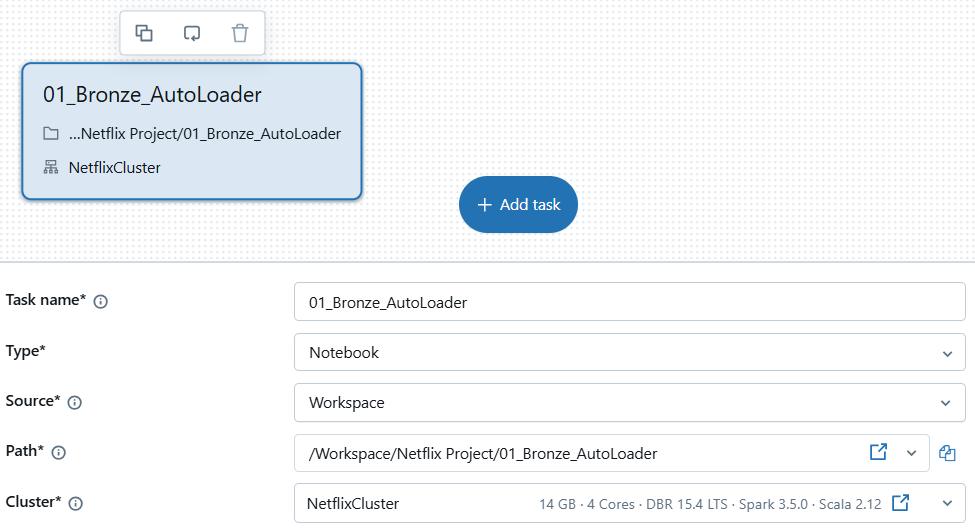 01_Bronze_AutoLoader
...Netflix Project/01_Bronze_AutoLoader
NetflixCluster
+ Add task
Task name*
01_Bronze_AutoLoader
Type*
Notebook
Source*
Workspace
Path*
/Workspace/Netflix Project/01_Bronze_AutoLoader
Cluster*
NetflixCluster 14 GB · 4 Cores · DBR 15.4 LTS · Spark 3.5.0 · Scala 2.12